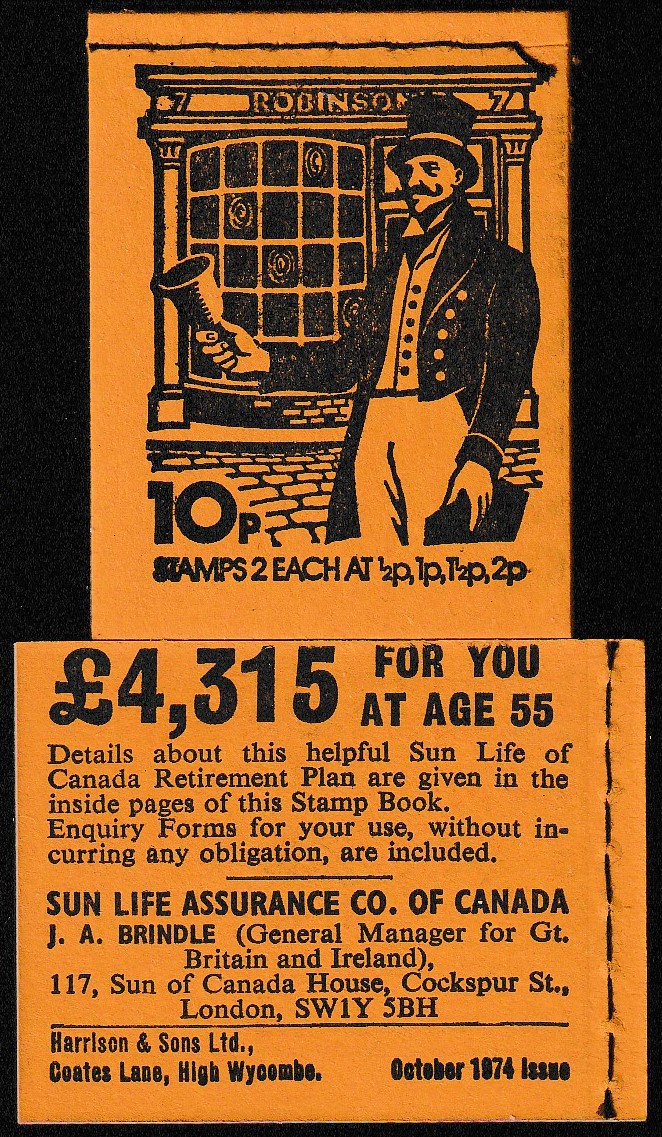 7 ROBINSON'S 7
10p
STAMPS 2 EACH AT ½p, 1p, 1½p, 2p
£4,315 FOR YOU
AT AGE 55
Details about this helpful Sun Life of
Canada Retirement Plan are given in the
inside pages of this Stamp Book.
Enquiry Forms for your use, without in-
curring any obligation, are included.
SUN LIFE ASSURANCE CO. OF CANADA
J. A. BRINDLE (General Manager for Gt.
Britain and Ireland),
117, Sun of Canada House, Cockspur St.,
London, SW1Y 5BH
Harrison & Sons Ltd.,
Coates Lane, High Wycombe. October 1974 Issue